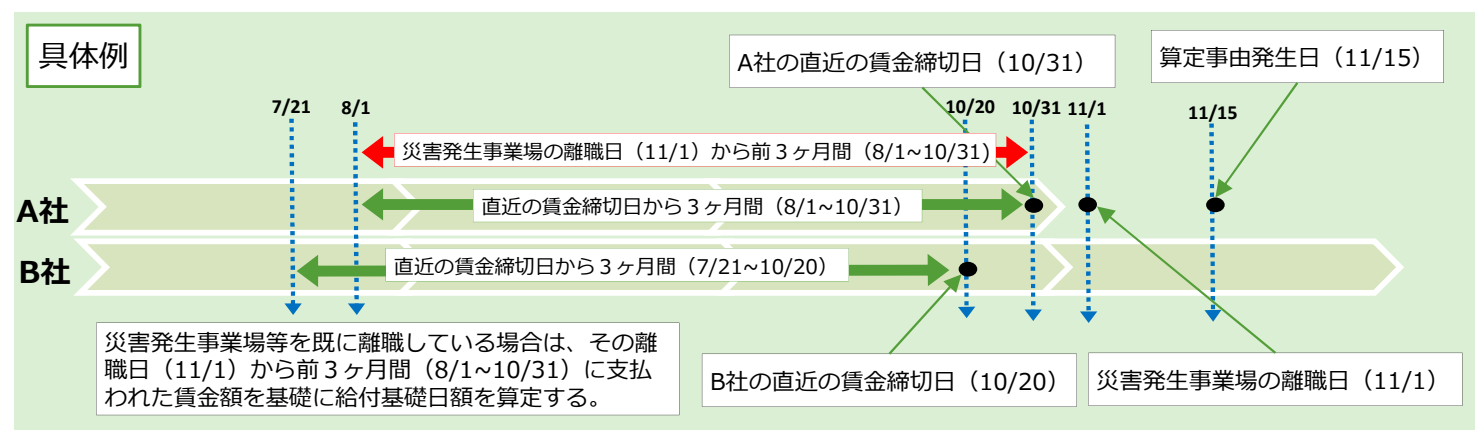 具体例
A社の直近の賃金締切日（10/31）
算定事由発生日（11/15）
7/21 8/1 10/20 10/31 11/1 11/15
災害発生事業場の離職日（11/1）から前３ヶ月間（8/1~10/31）
A社
直近の賃金締切日から３ヶ月間（8/1~10/31）
B社
直近の賃金締切日から３ヶ月間（7/21~10/20）
災害発生事業場等を既に離職している場合は、その離
職日（11/1）から前３ヶ月間（8/1~10/31）に支払
われた賃金額を基礎に給付基礎日額を算定する。
B社の直近の賃金締切日（10/20）
災害発生事業場の離職日（11/1）